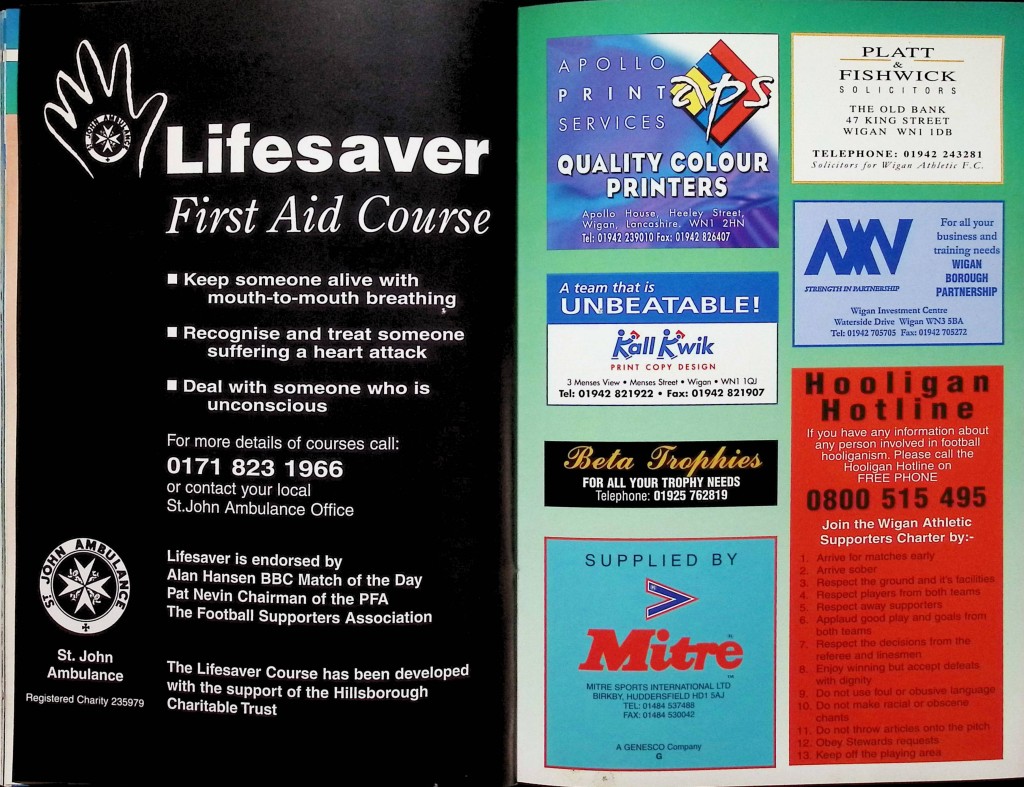 ST. JOHN AMBULANCE
Lifesaver
First Aid Course
■ Keep someone alive with
mouth-to-mouth breathing
■ Recognise and treat someone
suffering a heart attack
■ Deal with someone who is
unconscious
For more details of courses call:
0171 823 1966
or contact your local
St.John Ambulance Office
ST JOHN AMBULANCE
St. John
Ambulance
Registered Charity 235979
Lifesaver is endorsed by
Alan Hansen BBC Match of the Day
Pat Nevin Chairman of the PFA
The Football Supporters Association
The Lifesaver Course has been developed
with the support of the Hillsborough
Charitable Trust
APOLLO
PRINT
SERVICES
aps
QUALITY COLOUR
PRINTERS
Apollo House, Heeley Street,
Wigan, Lancashire. WN1 2HN
Tel: 01942 239010 Fax: 01942 826407
A team that is
UNBEATABLE!
Kall Kwik
PRINT COPY DESIGN
3 Menses View • Menses Street • Wigan • WN1 1QJ
Tel: 01942 821922 • Fax: 01942 821907
Beta Trophies
FOR ALL YOUR TROPHY NEEDS
Telephone: 01925 762819
SUPPLIED BY
Mitre™
MITRE SPORTS INTERNATIONAL LTD
BIRKBY, HUDDERSFIELD HD1 5AJ
TEL: 01484 537488
FAX: 01484 530042
A GENESCO Company
G
PLATT
&
FISHWICK
SOLICITORS
THE OLD BANK
47 KING STREET
WIGAN WN1 1DB
TELEPHONE: 01942 243281
Solicitors for Wigan Athletic F.C.
STRENGTH IN PARTNERSHIP
For all your
business and
training needs
WIGAN
BOROUGH
PARTNERSHIP
Wigan Investment Centre
Waterside Drive Wigan WN3 5BA
Tel: 01942 705705 Fax: 01942 705272
Hooligan
Hotline
If you have any information about
any person involved in football
hooliganism. Please call the
Hooligan Hotline on
FREE PHONE
0800 515 495
Join the Wigan Athletic
Supporters Charter by:-
1. Arrive for matches early
2. Arrive sober
3. Respect the ground and it's facilities
4. Respect players from both teams
5. Respect away supporters
6. Applaud good play and goals from
both teams
7. Respect the decisions from the
referee and linesmen
8. Enjoy winning but accept defeats
with dignity
9. Do not use foul or obusive language
10. Do not make racial or obscene
chants
11. Do not throw articles onto the pitch
12. Obey Stewards requests
13. Keep off the playing area